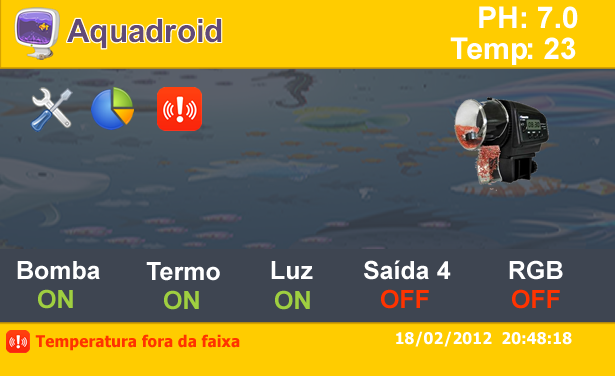 Aquadroid
PH: 7.0
Temp: 23
Bomba Termo Luz Saída 4 RGB
ON ON ON OFF OFF
Temperatura fora da faixa
18/02/2012 20:48:18